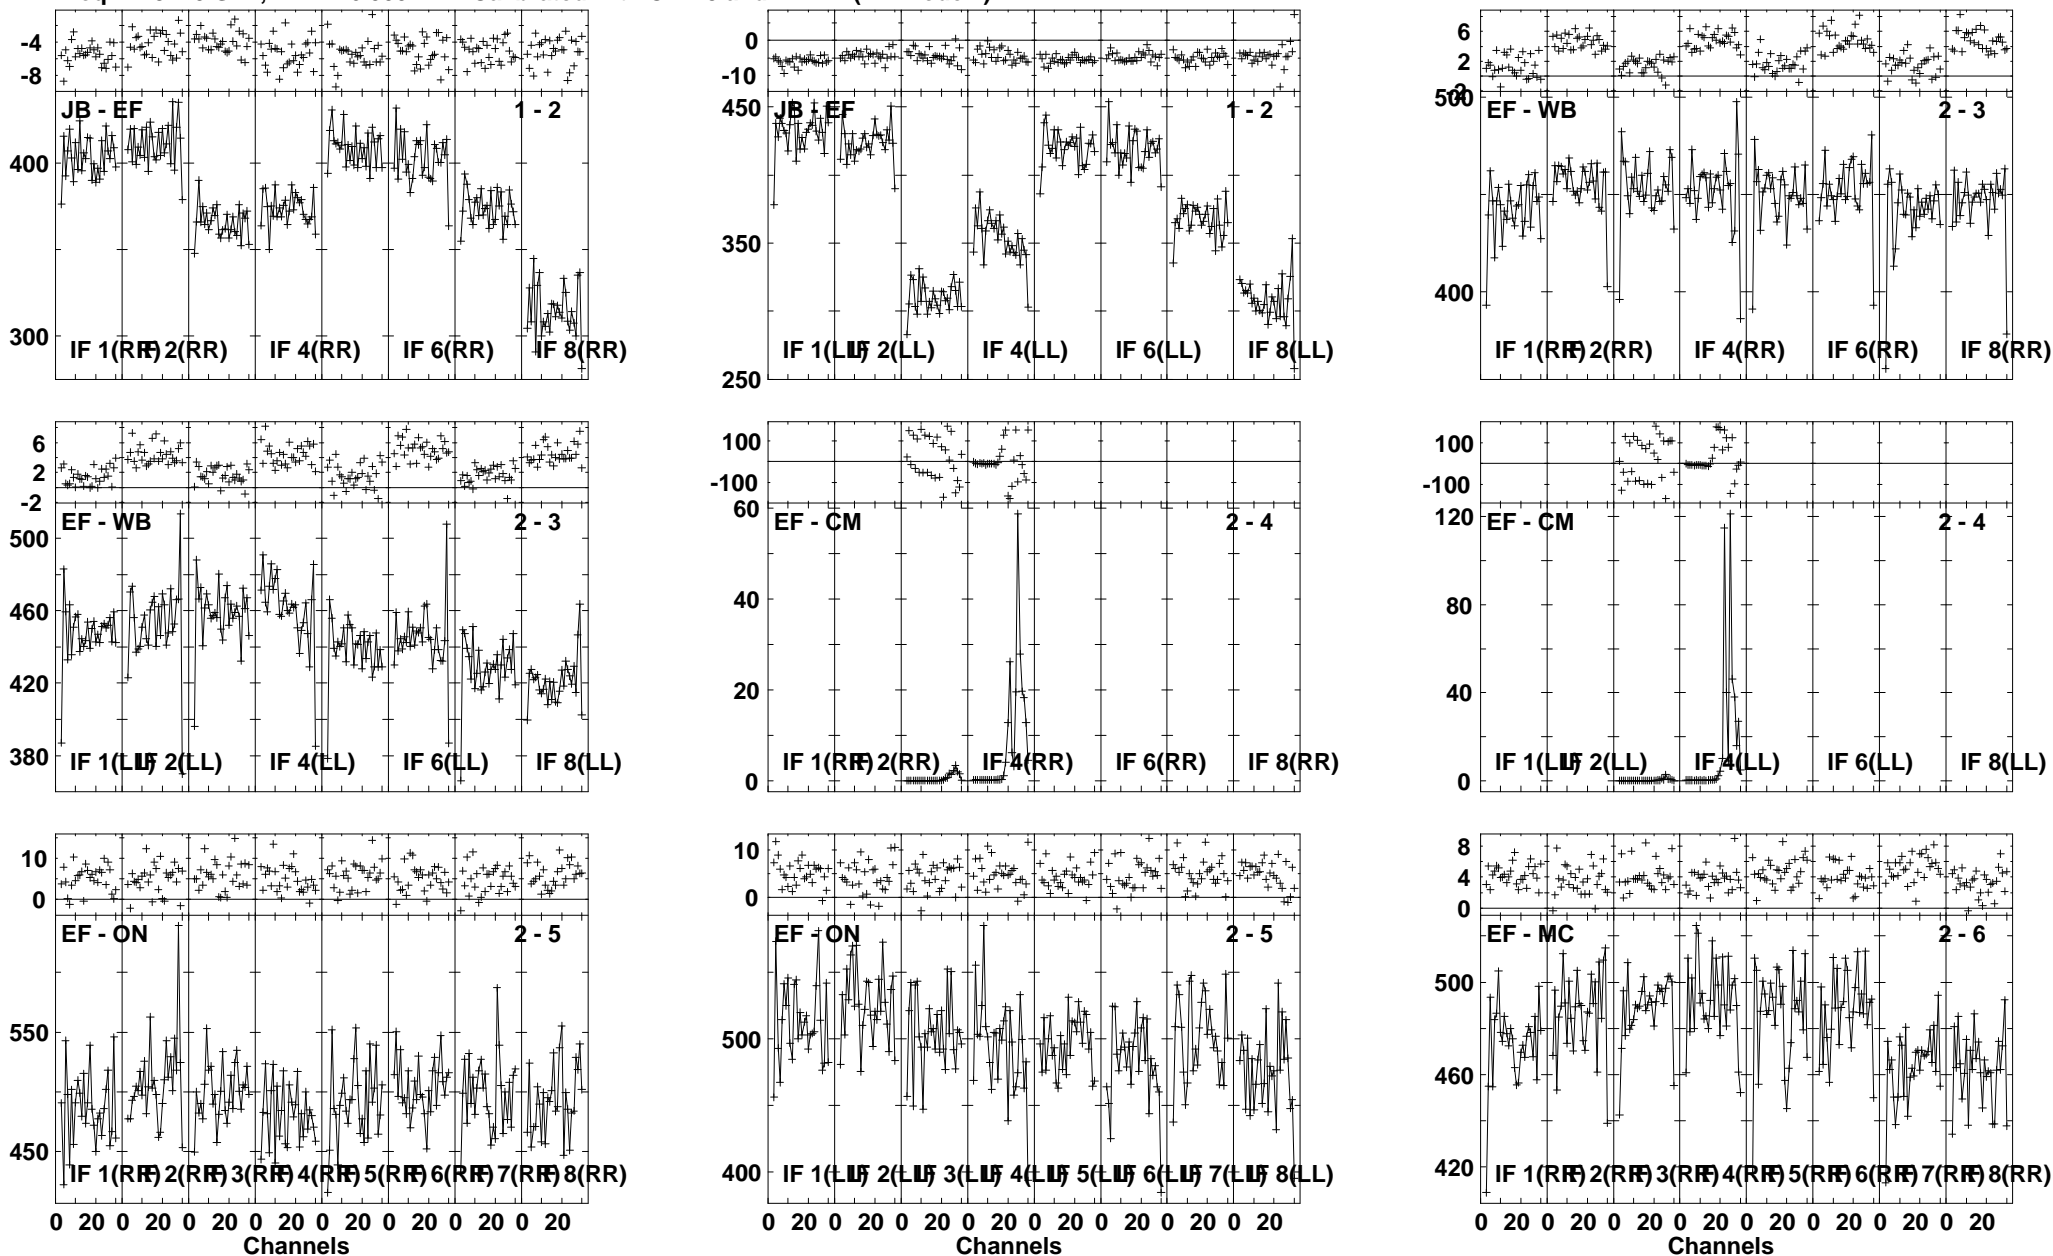 -4
-8
JB - EF 1 - 2
400
300
IF 1(RR) IF 2(RR) IF 4(RR) IF 6(RR) IF 8(RR)
0
-10
450
JB - EF 1 - 2
350
250
IF 1(LL) IF 2(LL) IF 4(LL) IF 6(LL) IF 8(LL)
6
2
-2
500
EF - WB 2 - 3
400
IF 1(RR) IF 2(RR) IF 4(RR) IF 6(RR) IF 8(RR)
6
2
-2
EF - WB 2 - 3
500
460
420
380
IF 1(LL) IF 2(LL) IF 4(LL) IF 6(LL) IF 8(LL)
100
-100
60
EF - CM 2 - 4
40
20
0
IF 1(RR) IF 2(RR) IF 4(RR) IF 6(RR) IF 8(RR)
100
-100
120
EF - CM 2 - 4
80
40
0
IF 1(LL) IF 2(LL) IF 4(LL) IF 6(LL) IF 8(LL)
10
0
EF - ON 2 - 5
550
450
IF 1(RR) IF 2(RR) IF 3(RR) IF 4(RR) IF 5(RR) IF 6(RR) IF 7(RR) IF 8(RR)
0 20 0 20 0 20 0 20 0 20 0 20 0 20 0 20
Channels
10
0
EF - ON 2 - 5
500
400
IF 1(LL) IF 2(LL) IF 3(LL) IF 4(LL) IF 5(LL) IF 6(LL) IF 7(LL) IF 8(LL)
0 20 0 20 0 20 0 20 0 20 0 20 0 20 0 20
Channels
8
4
0
EF - MC 2 - 6
500
460
420
IF 1(RR) IF 2(RR) IF 3(RR) IF 4(RR) IF 5(RR) IF 6(RR) IF 7(RR) IF 8(RR)
0 20 0 20 0 20 0 20 0 20 0 20 0 20 0 20
Channels